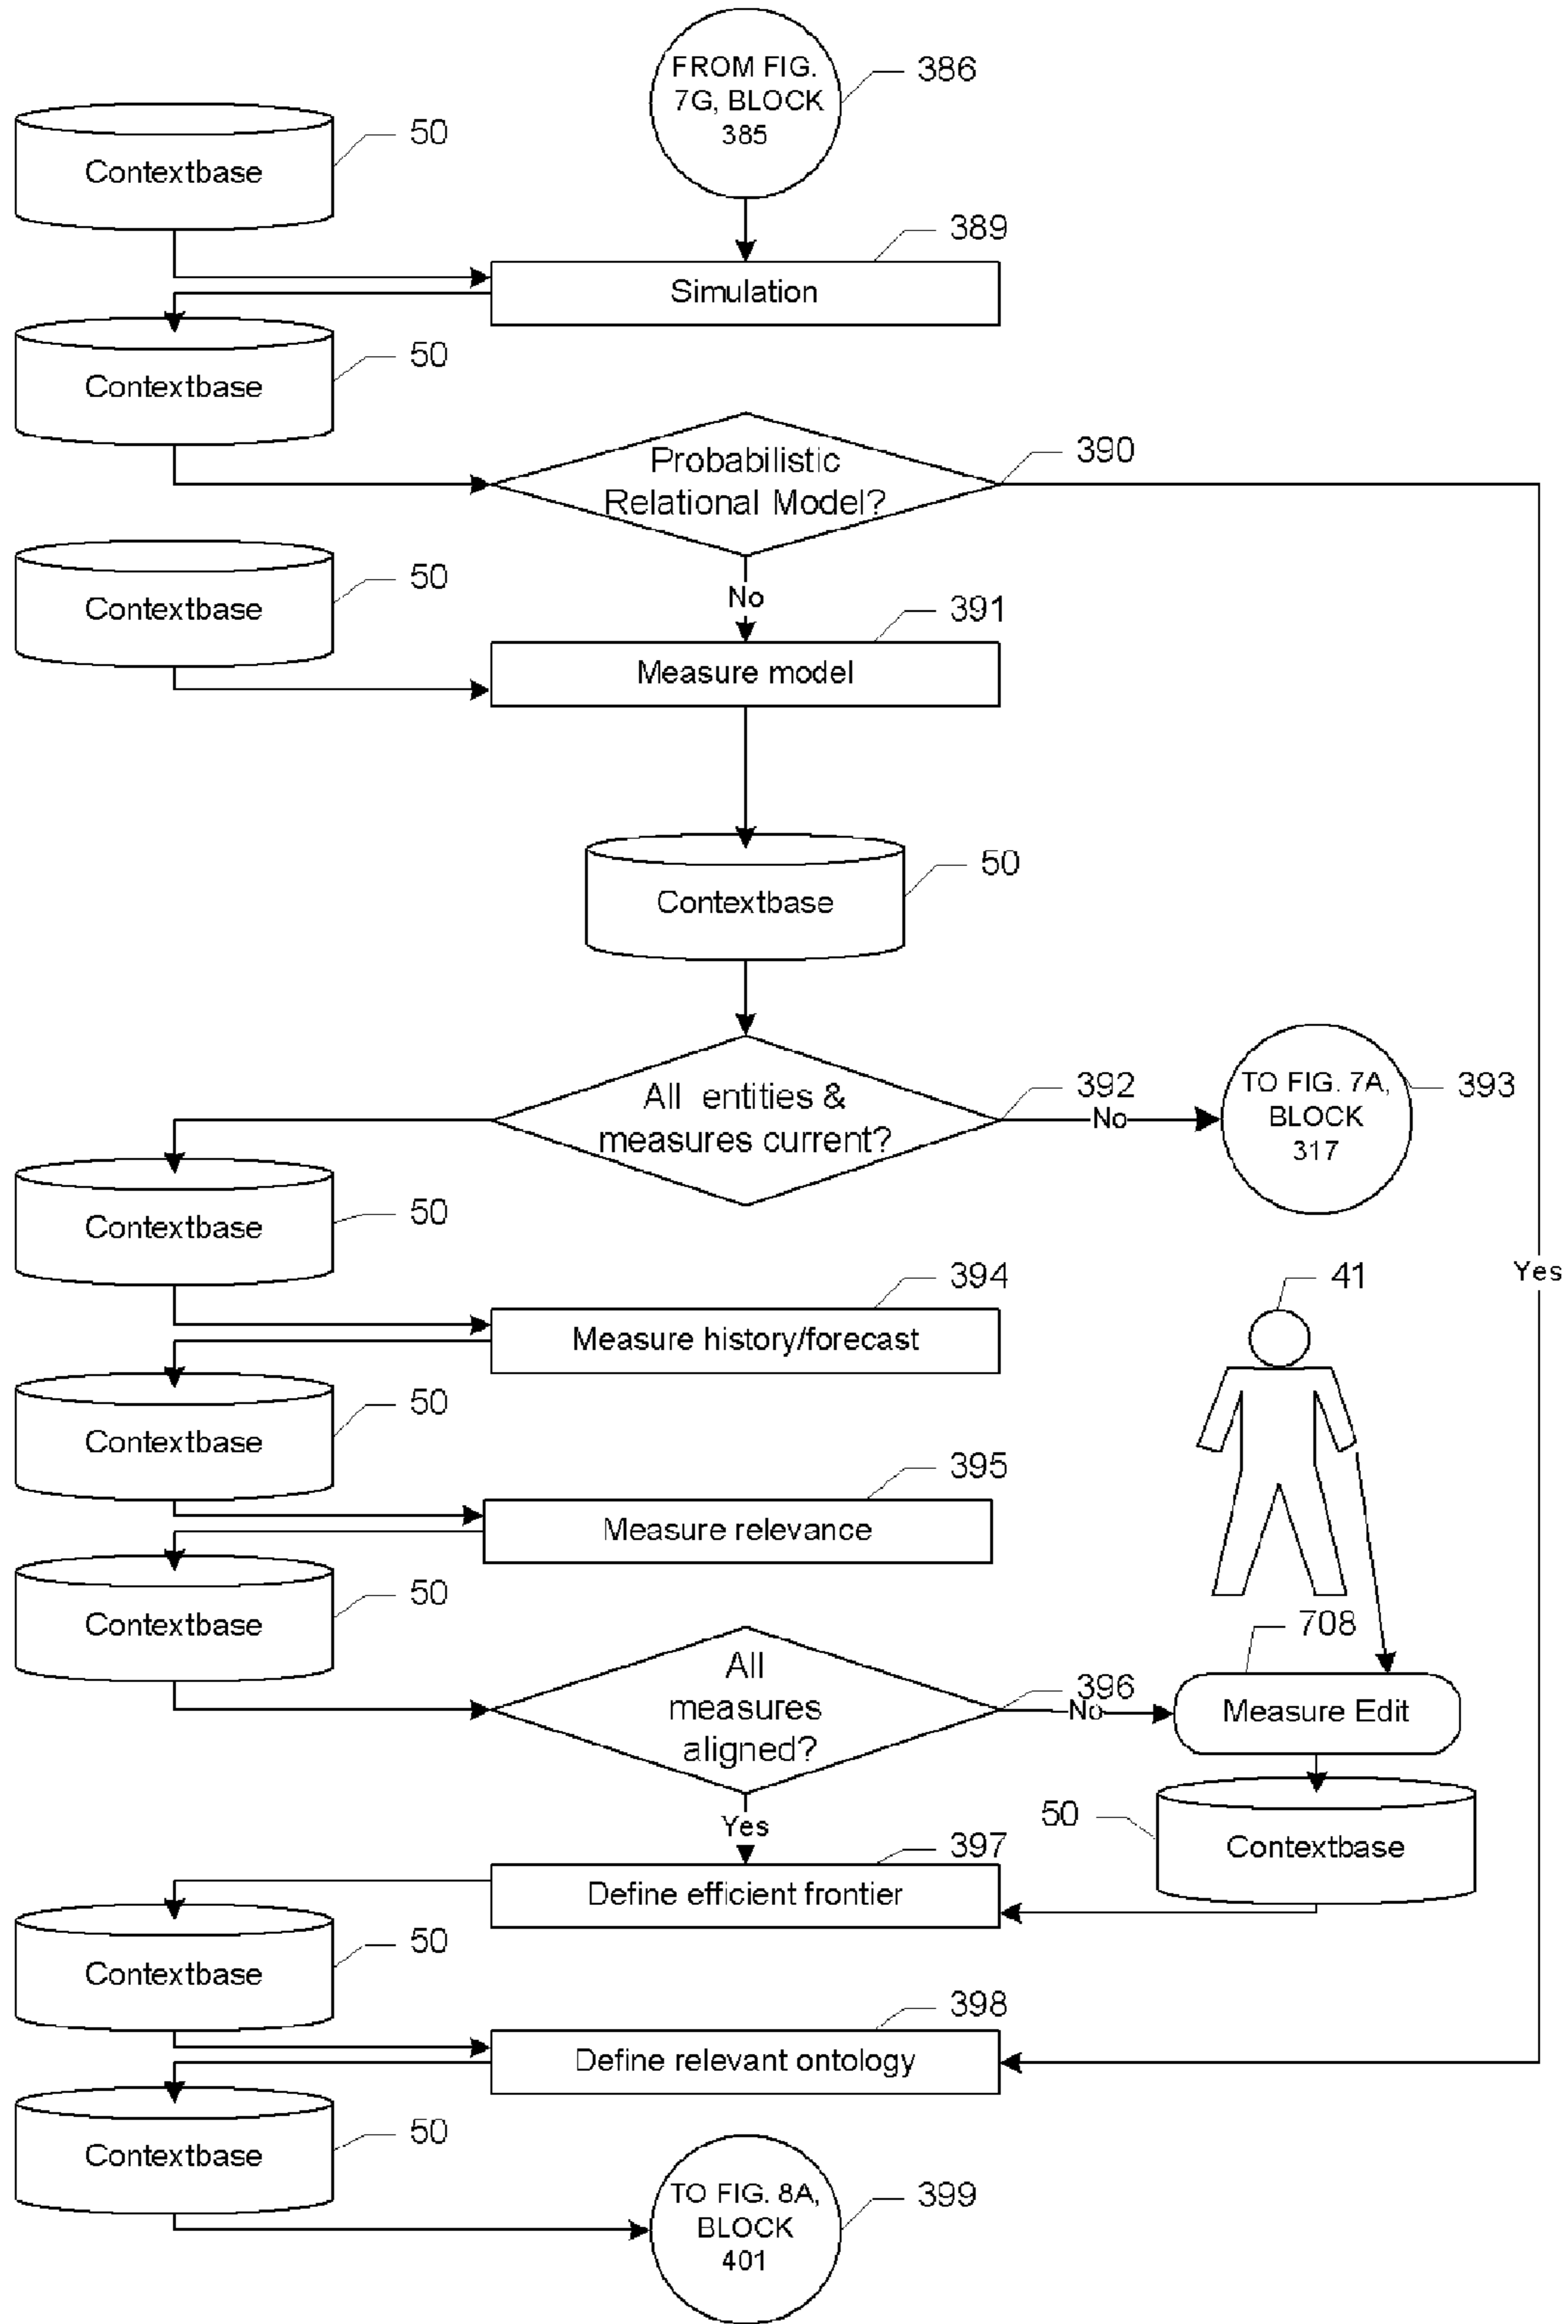 FROM FIG.
7G, BLOCK
385
386
50
Contextbase
389
Simulation
50
Contextbase
390
Probabilistic
Relational Model?
50
Contextbase
No
391
Measure model
50
Contextbase
392
All entities &
measures current?
No
TO FIG. 7A,
BLOCK
317
393
50
Contextbase
Yes
41
394
Measure history/forecast
50
Contextbase
395
Measure relevance
50
Contextbase
708
All
measures
aligned?
396
No
Measure Edit
50
Contextbase
Yes
397
Define efficient frontier
50
Contextbase
398
Define relevant ontology
50
Contextbase
TO FIG. 8A,
BLOCK
401
399